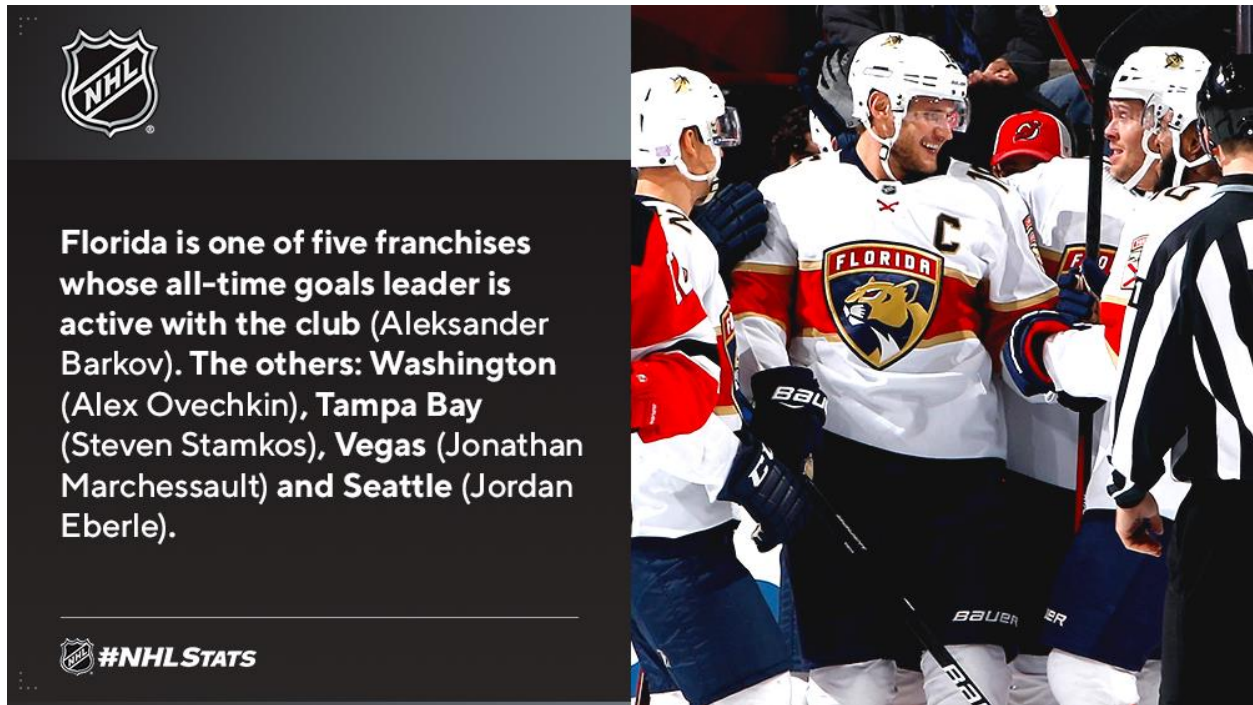 NHL
®
Florida is one of five franchises
whose all-time goals leader is
active with the club (Aleksander
Barkov). The others: Washington
(Alex Ovechkin), Tampa Bay
(Steven Stamkos), Vegas (Jonathan
Marchessault) and Seattle (Jordan
Eberle).
NHL #NHLSTATS
C
FLORIDA
BAUER
BAUER